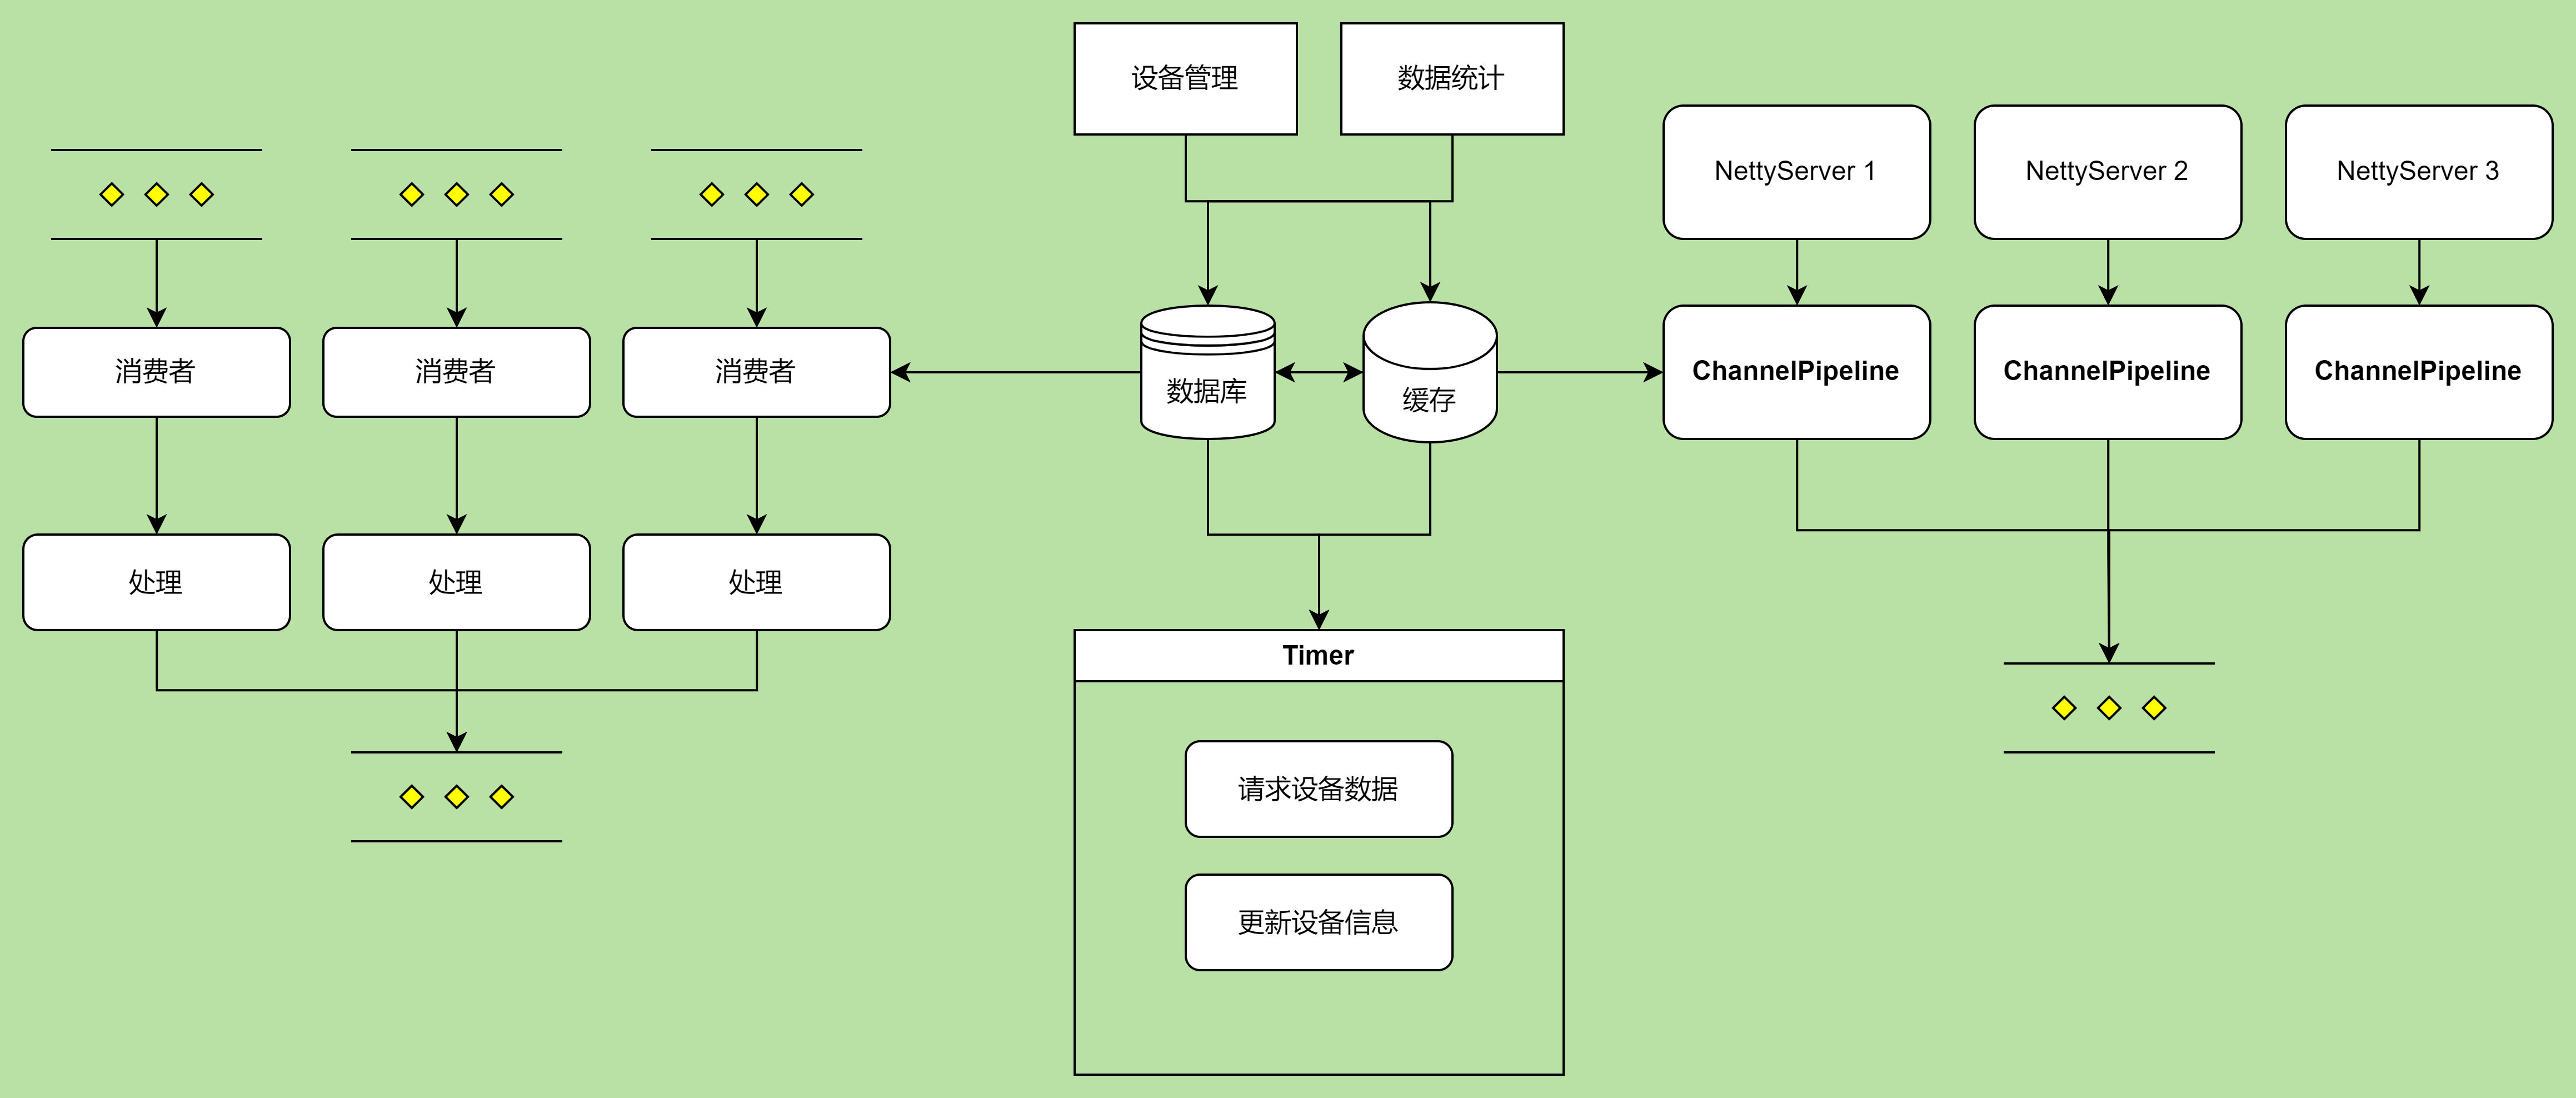 设备管理
数据统计
NettyServer 1
NettyServer 2
NettyServer 3
消费者
消费者
消费者
数据库
缓存
ChannelPipeline
ChannelPipeline
ChannelPipeline
处理
处理
处理
Timer
请求设备数据
更新设备信息